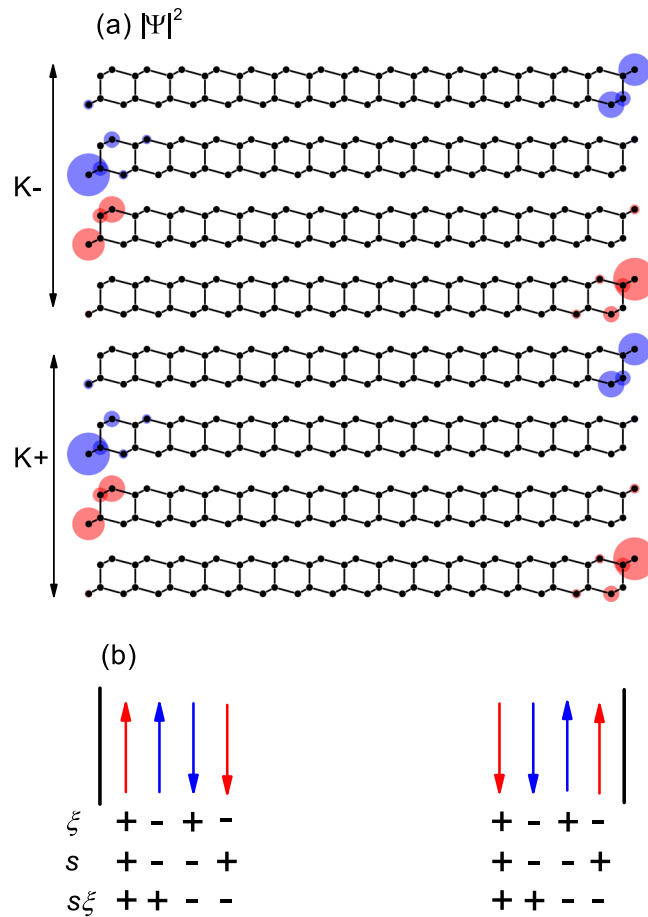 (a) |Ψ|²
K-
K+
(b)
ξ + - + - + - + -
s + - - + + - - +
sξ + + - - + + - -